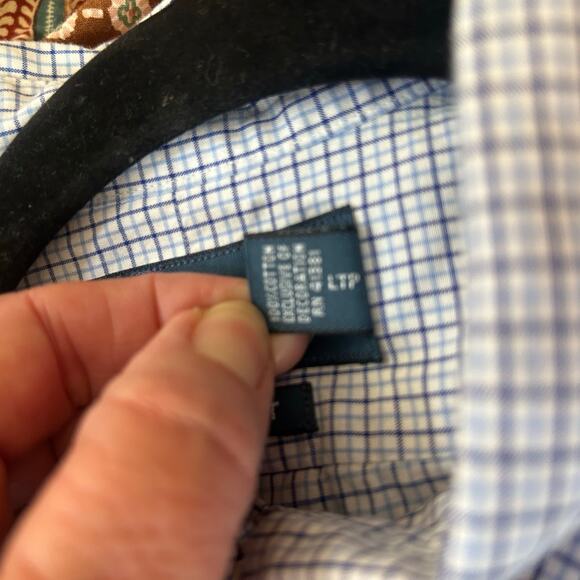 100% COTTON
EXCLUSIVE OF
DECORATION
RN 41381
LTP